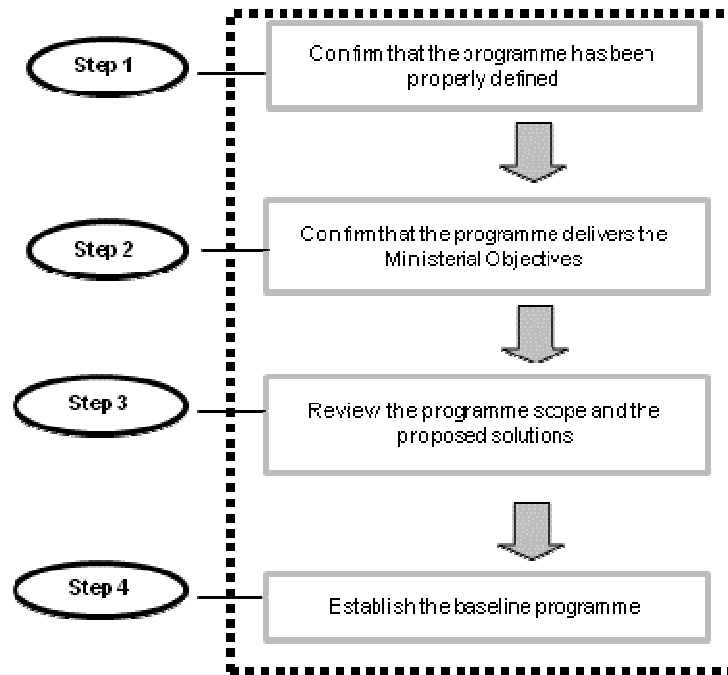 Step 1
Confirm that the programme has been
properly defined
Step 2
Confirm that the programme delivers the
Ministerial Objectives
Step 3
Review the programme scope and the
proposed solutions
Step 4
Establish the baseline programme